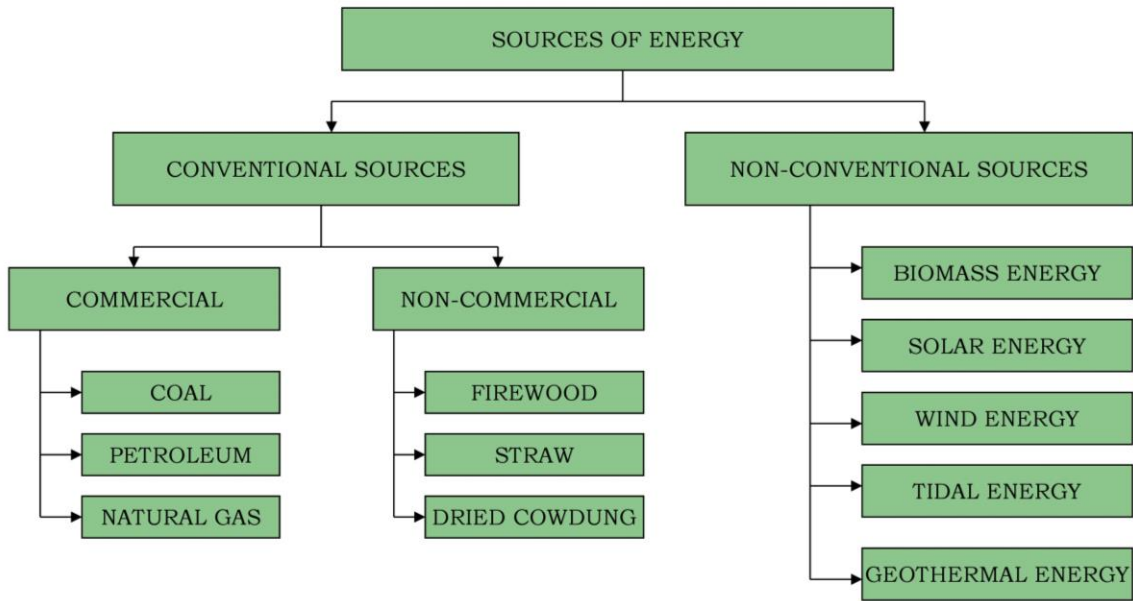 SOURCES OF ENERGY
CONVENTIONAL SOURCES
NON-CONVENTIONAL SOURCES
COMMERCIAL
NON-COMMERCIAL
COAL
PETROLEUM
NATURAL GAS
FIREWOOD
STRAW
DRIED COWDUNG
BIOMASS ENERGY
SOLAR ENERGY
WIND ENERGY
TIDAL ENERGY
GEOTHERMAL ENERGY